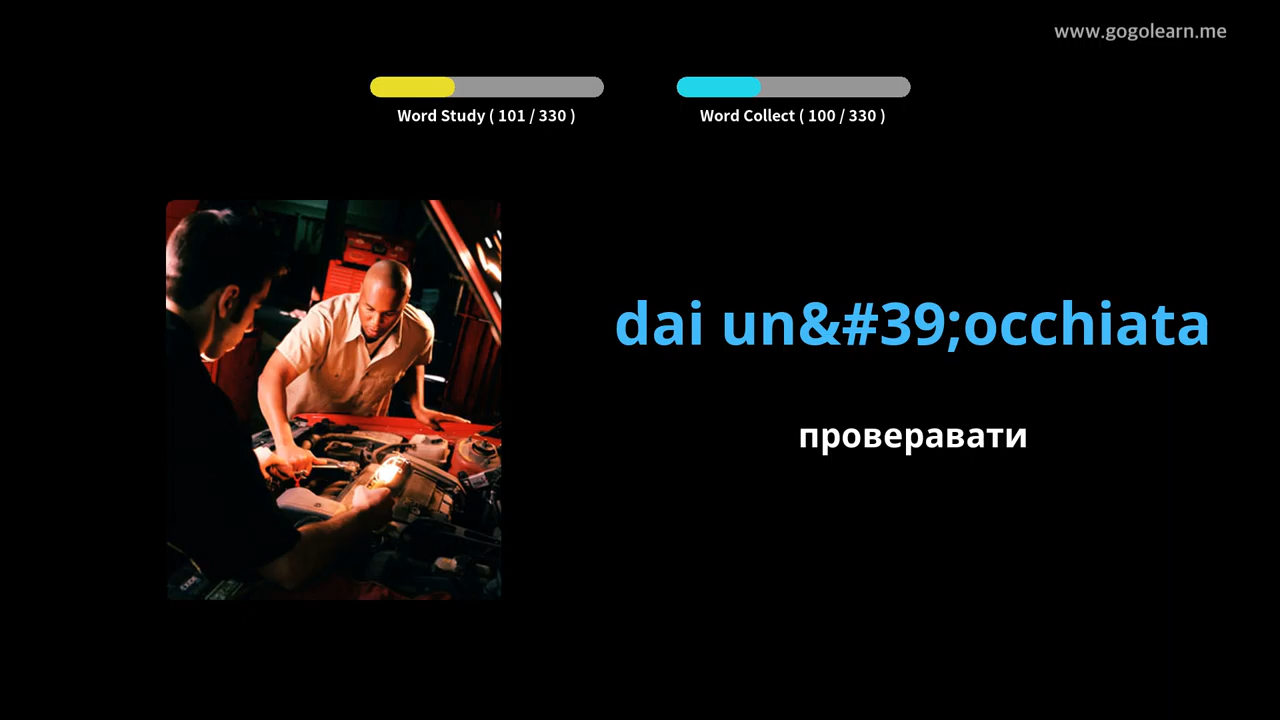 www.gogolearn.me
Word Study ( 101 / 330 )
Word Collect ( 100 / 330 )
dai un&#39;occhiata
проверавати